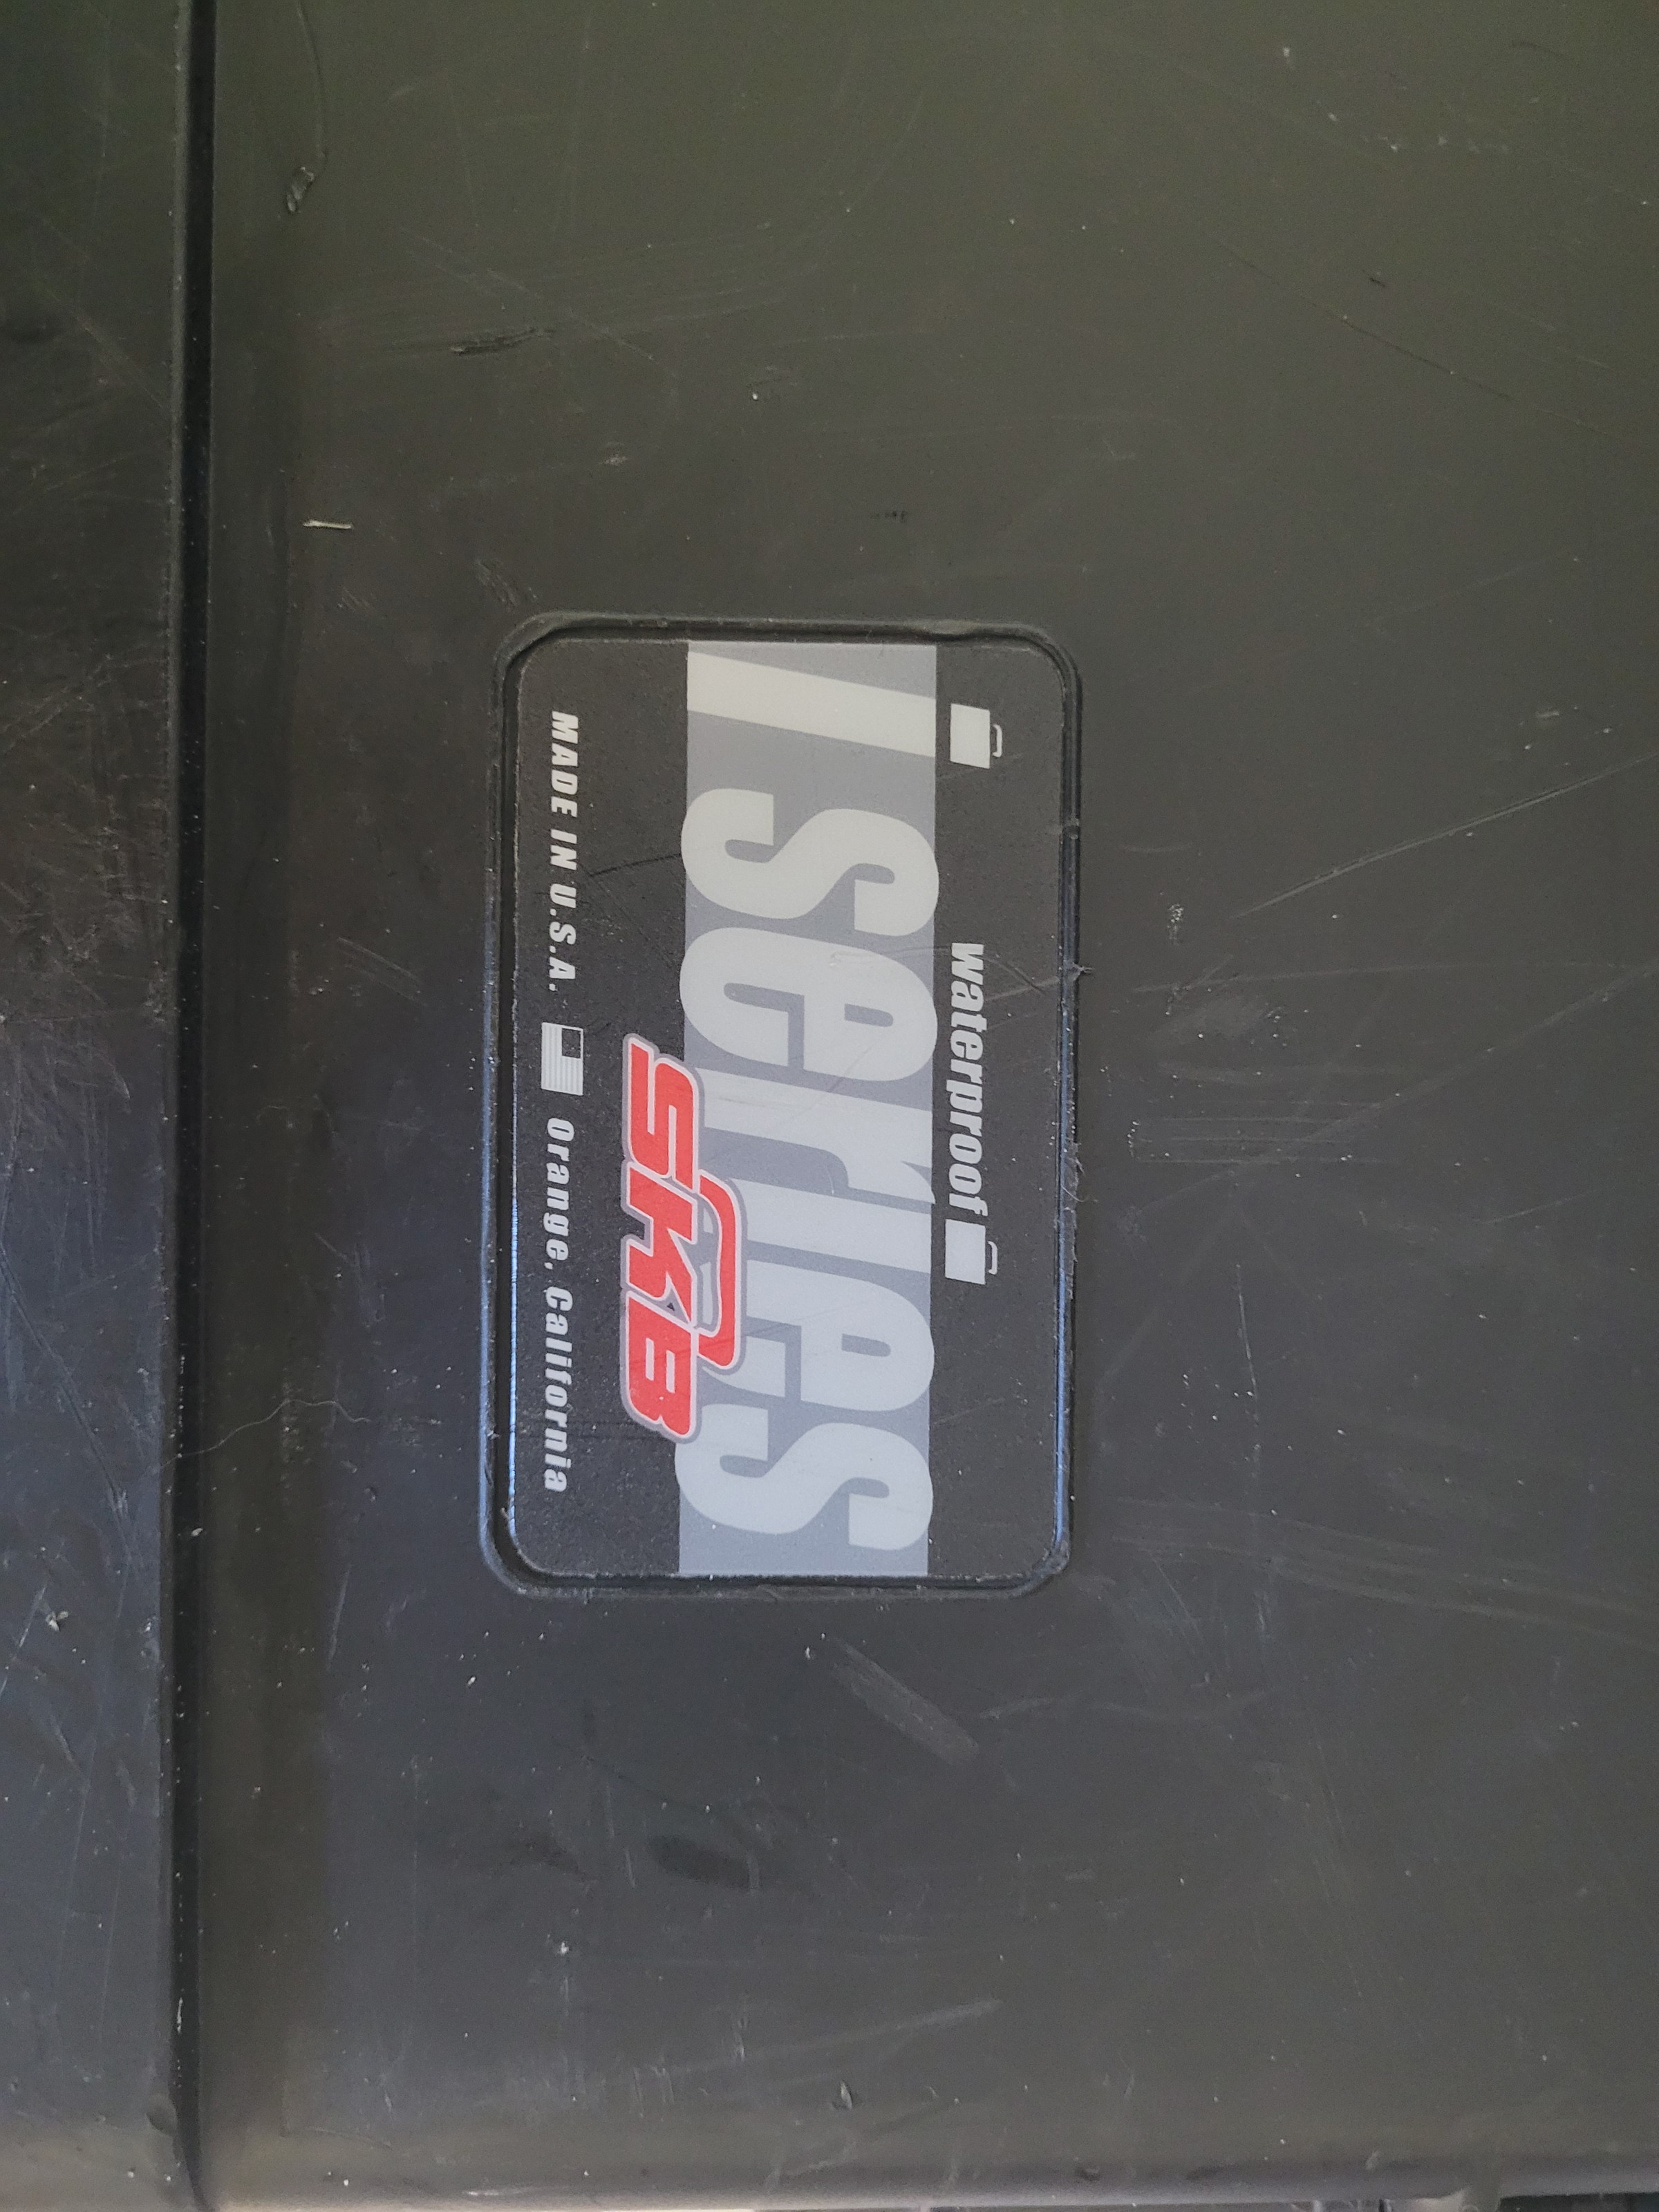 waterproof
I series
SKB
MADE IN U.S.A. Orange, California